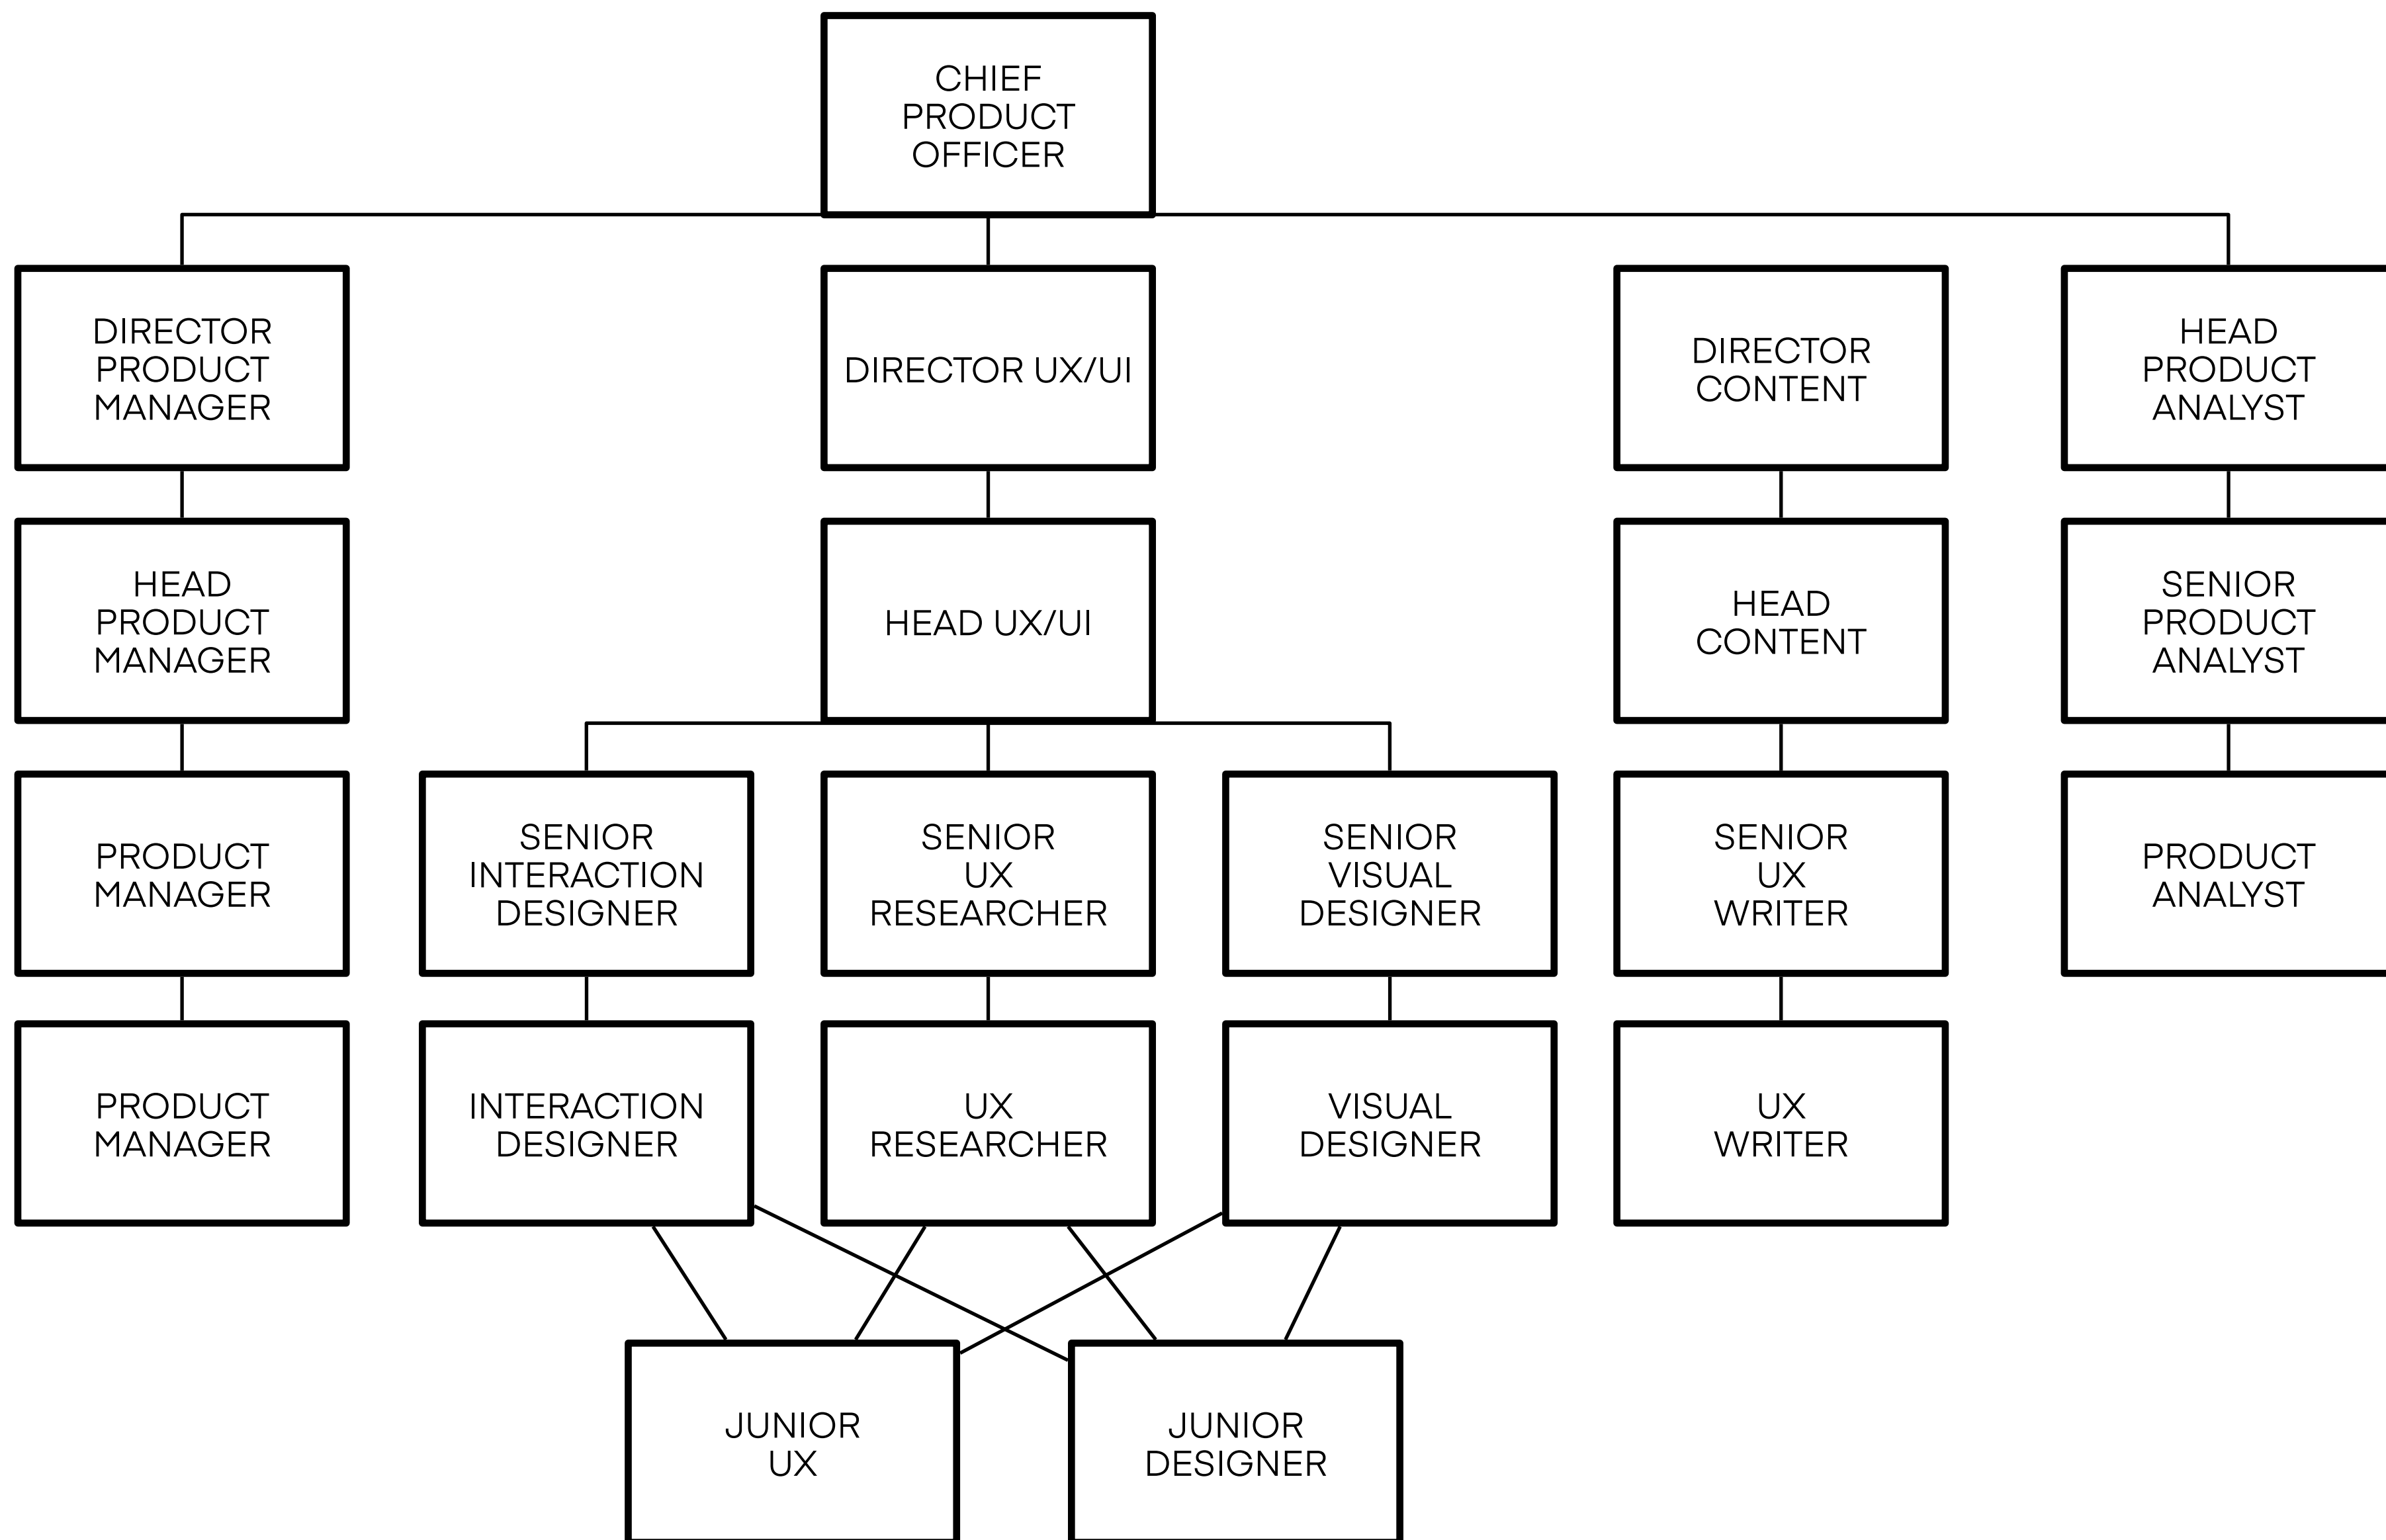 CHIEF
PRODUCT
OFFICER
DIRECTOR
PRODUCT
MANAGER
DIRECTOR UX/UI
DIRECTOR
CONTENT
HEAD
PRODUCT
ANALYST
HEAD
PRODUCT
MANAGER
HEAD UX/UI
HEAD
CONTENT
SENIOR
PRODUCT
ANALYST
PRODUCT
MANAGER
SENIOR
INTERACTION
DESIGNER
SENIOR
UX
RESEARCHER
SENIOR
VISUAL
DESIGNER
SENIOR
UX
WRITER
PRODUCT
ANALYST
PRODUCT
MANAGER
INTERACTION
DESIGNER
UX
RESEARCHER
VISUAL
DESIGNER
UX
WRITER
JUNIOR
UX
JUNIOR
DESIGNER